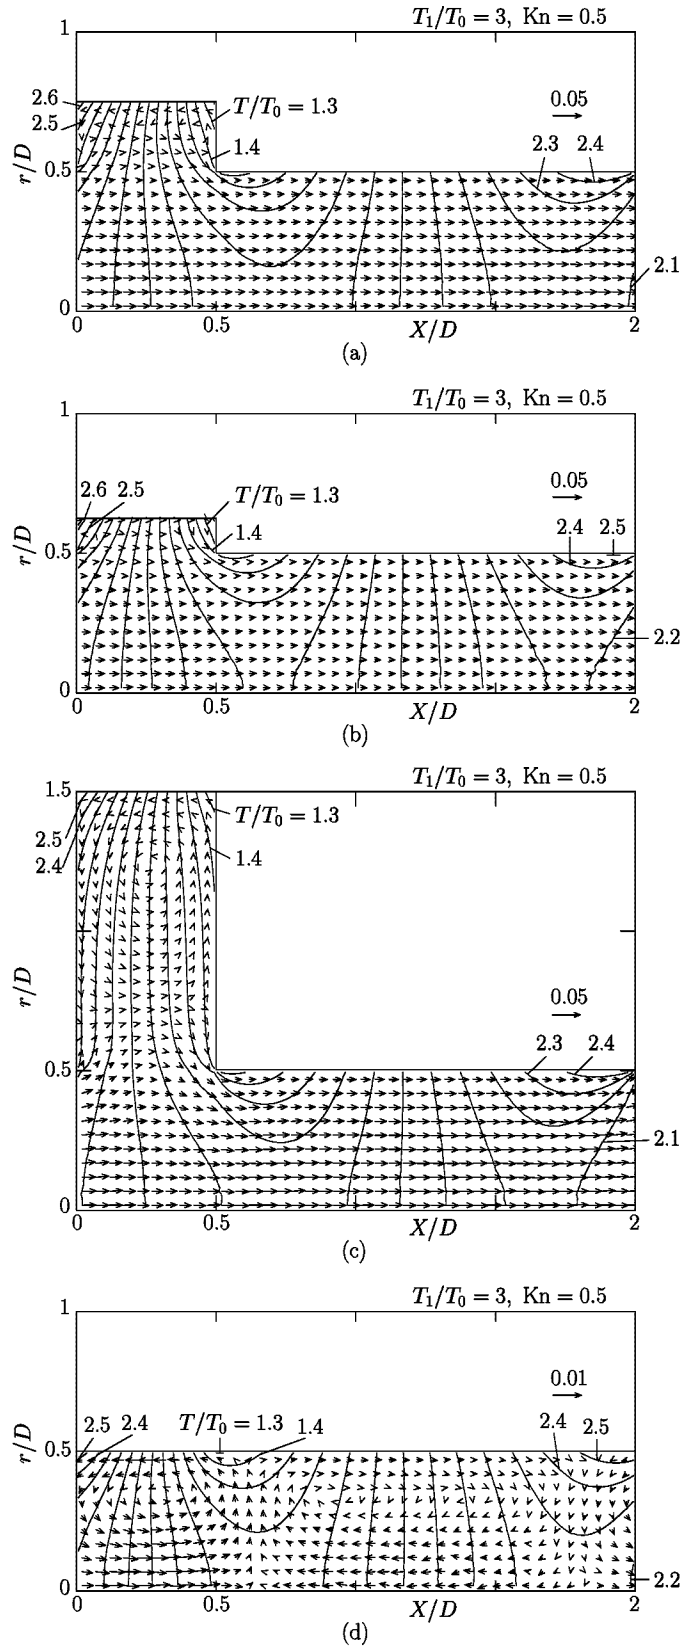 T₁/T₀ = 3, Kn = 0.5
1
2.6
T/T₀ = 1.3
0.05
2.5
1.4
2.3
2.4
r/D
0.5
2.1
0
0
0.5
X/D
2
(a)
T₁/T₀ = 3, Kn = 0.5
1
2.6
2.5
T/T₀ = 1.3
0.05
1.4
2.4
2.5
r/D
0.5
2.2
0
0
0.5
X/D
2
(b)
T₁/T₀ = 3, Kn = 0.5
1.5
T/T₀ = 1.3
2.5
2.4
1.4
r/D
0.05
0.5
2.3
2.4
2.1
0
0
0.5
X/D
2
(c)
T₁/T₀ = 3, Kn = 0.5
1
0.01
2.5
2.4
T/T₀ = 1.3
1.4
2.4
2.5
r/D
0.5
2.2
0
0
0.5
X/D
2
(d)